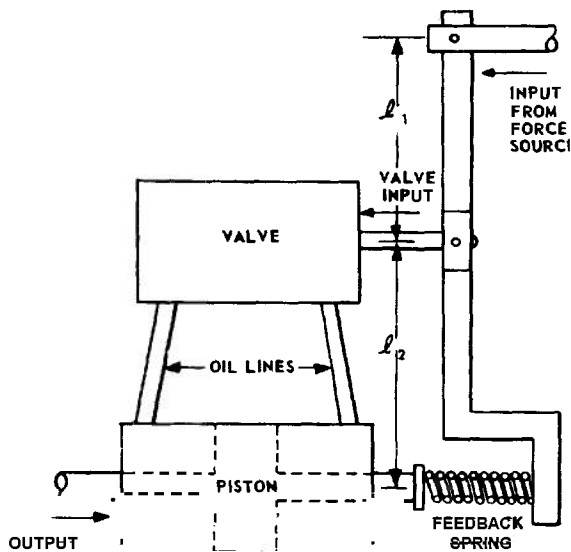 INPUT
FROM
FORCE
SOURCE
ℓ1
VALVE
INPUT
VALVE
ℓ2
OIL LINES
PISTON
OUTPUT
FEEDBACK
SPRING